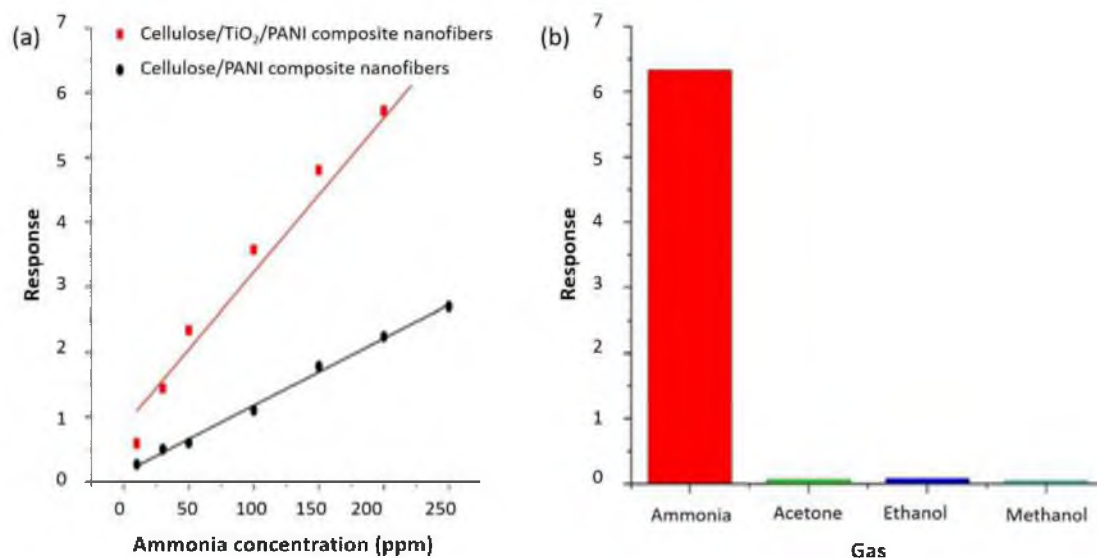 (a)
7
6
5
4
3
2
1
0
Response
Cellulose/TiO₂/PANI composite nanofibers
Cellulose/PANI composite nanofibers
0 50 100 150 200 250
Ammonia concentration (ppm)
(b)
7
6
5
4
3
2
1
0
Response
Ammonia Acetone Ethanol Methanol
Gas